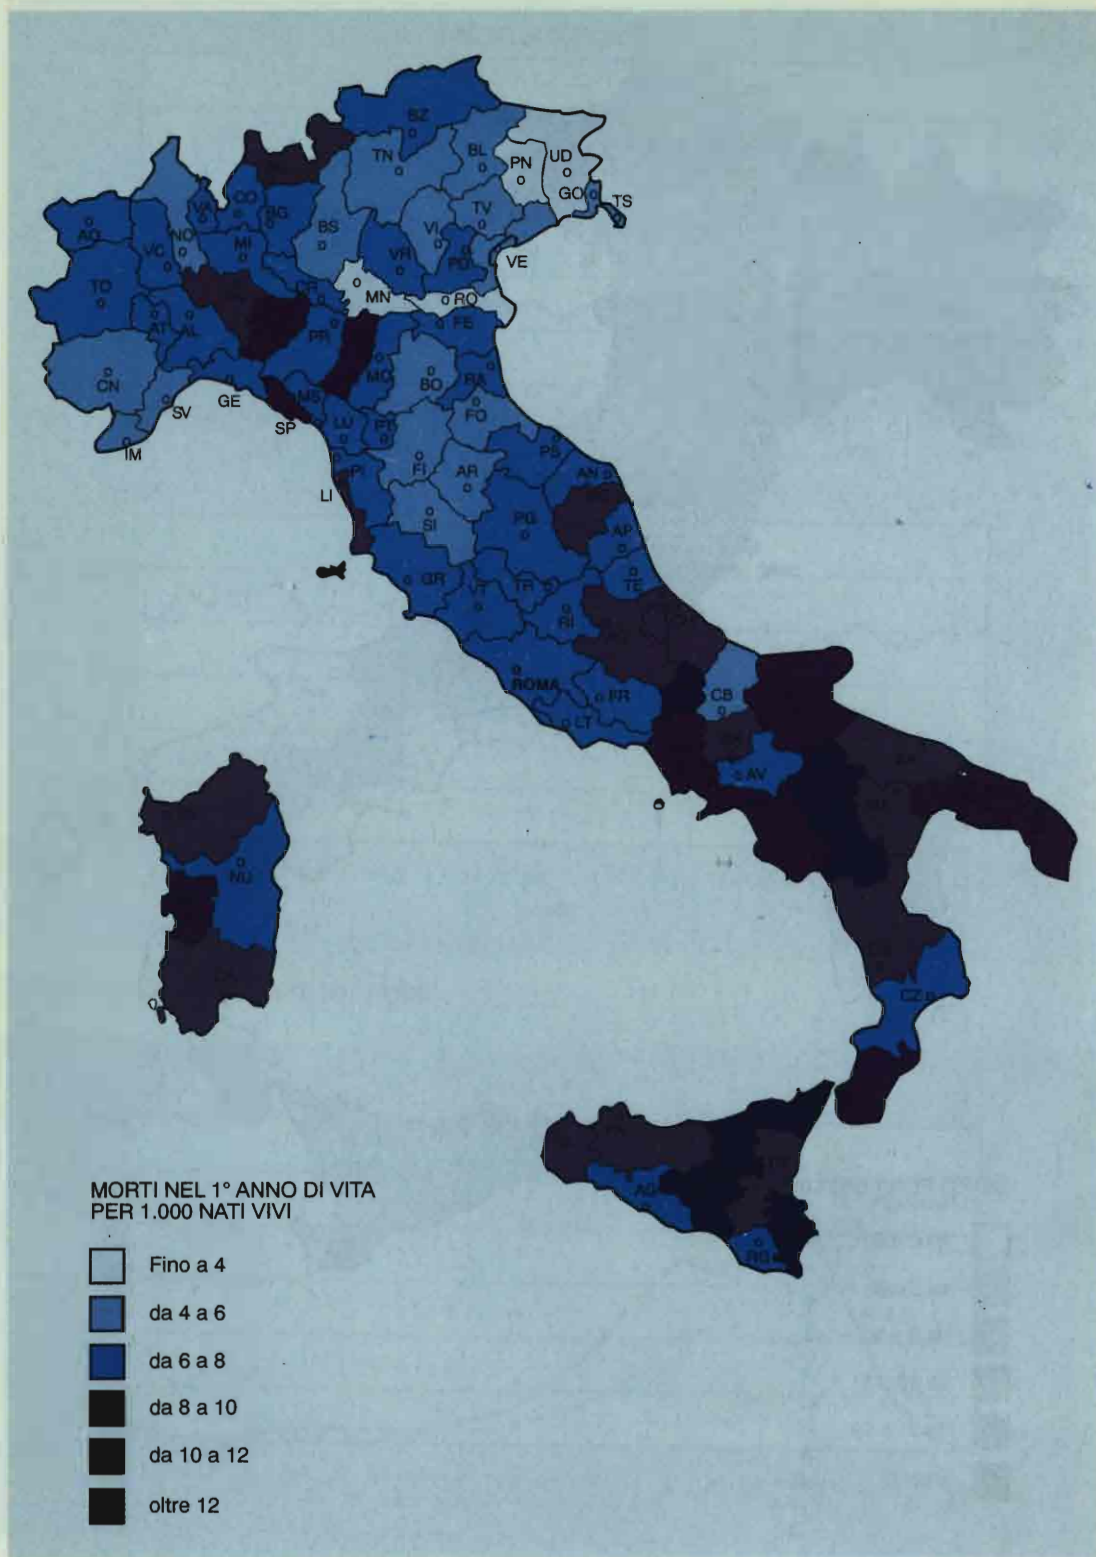 BZ
TN
BL
PN
UD
GO
TS
AO
VA
CO
BG
NO
BS
VI
TV
VC
MI
VR
PD
VE
TO
CR
MN
RO
AT
AL
PR
FE
CN
MO
BO
RA
SV
GE
MS
FO
SP
LU
PT
IM
FI
AR
PS
PI
AN
LI
SI
PG
AP
GR
VT
TR
TE
RI
ROMA
FR
CB
LT
AV
NU
CZ
AG
RG
MORTI NEL 1° ANNO DI VITA
PER 1.000 NATI VIVI
Fino a 4
da 4 a 6
da 6 a 8
da 8 a 10
da 10 a 12
oltre 12